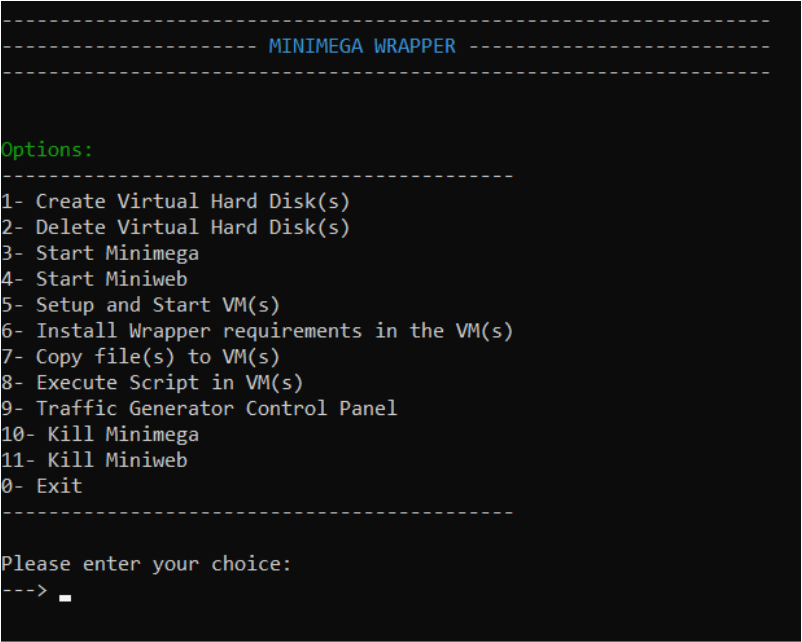 ------------------------------------------------------------------
---------------------- MINIMEGA WRAPPER --------------------------
------------------------------------------------------------------
Options:
--------------------------------------------
1- Create Virtual Hard Disk(s)
2- Delete Virtual Hard Disk(s)
3- Start Minimega
4- Start Miniweb
5- Setup and Start VM(s)
6- Install Wrapper requirements in the VM(s)
7- Copy file(s) to VM(s)
8- Execute Script in VM(s)
9- Traffic Generator Control Panel
10- Kill Minimega
11- Kill Miniweb
0- Exit
--------------------------------------------
Please enter your choice:
---> _